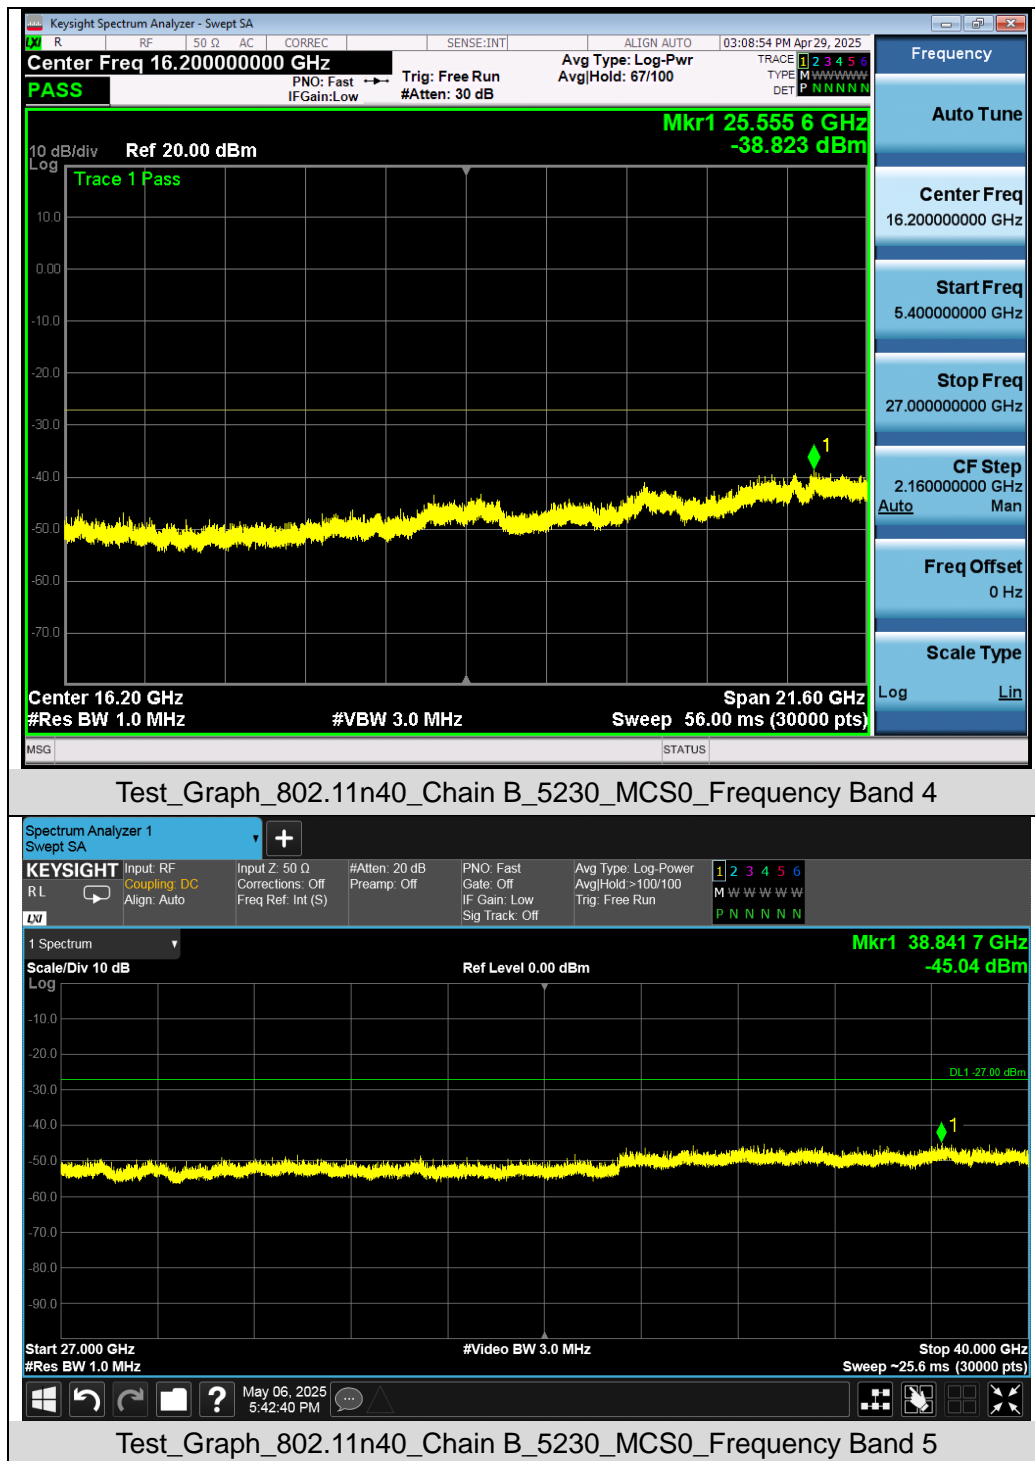 Keysight Spectrum Analyzer - Swept SA
LXI R RF 50 Ω AC CORREC SENSE:INT ALIGN AUTO 03:08:54 PM Apr 29, 2025
Center Freq 16.200000000 GHz
PASS
PNO: Fast
IFGain:Low
Trig: Free Run
#Atten: 30 dB
Avg Type: Log-Pwr
Avg|Hold: 67/100
TRACE 1 2 3 4 5 6
TYPE M W W W W W
DET P N N N N N
Mkr1 25.555 6 GHz
-38.823 dBm
10 dB/div Ref 20.00 dBm
Log
Trace 1 Pass
10.0
0.00
-10.0
-20.0
-30.0
-40.0
-50.0
-60.0
-70.0
1
Center 16.20 GHz Span 21.60 GHz
#Res BW 1.0 MHz #VBW 3.0 MHz Sweep 56.00 ms (30000 pts)
MSG STATUS
Frequency
Auto Tune
Center Freq
16.200000000 GHz
Start Freq
5.400000000 GHz
Stop Freq
27.000000000 GHz
CF Step
2.160000000 GHz
Auto Man
Freq Offset
0 Hz
Scale Type
Log Lin
Test_Graph_802.11n40_Chain B_5230_MCS0_Frequency Band 4
Spectrum Analyzer 1
Swept SA
+
KEYSIGHT
R L
LXI
Input: RF
Coupling: DC
Align: Auto
Input Z: 50 Ω
Corrections: Off
Freq Ref: Int (S)
#Atten: 20 dB
Preamp: Off
PNO: Fast
Gate: Off
IF Gain: Low
Sig Track: Off
Avg Type: Log-Power
Avg|Hold:>100/100
Trig: Free Run
1 2 3 4 5 6
M W W W W W
P N N N N N
1 Spectrum
Mkr1 38.841 7 GHz
-45.04 dBm
Scale/Div 10 dB Ref Level 0.00 dBm
Log
-10.0
-20.0
-30.0
-40.0
-50.0
-60.0
-70.0
-80.0
-90.0
DL1 -27.00 dBm
1
Start 27.000 GHz #Video BW 3.0 MHz Stop 40.000 GHz
#Res BW 1.0 MHz Sweep ~25.6 ms (30000 pts)
?
May 06, 2025
5:42:40 PM
Test_Graph_802.11n40_Chain B_5230_MCS0_Frequency Band 5